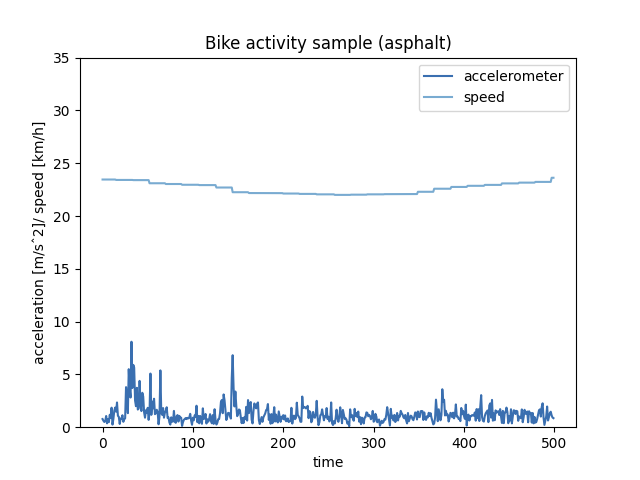 Bike activity sample (asphalt)
accelerometer
speed
35
30
25
20
15
10
5
0
acceleration [m/sˆ2]/ speed [km/h]
0 100 200 300 400 500
time